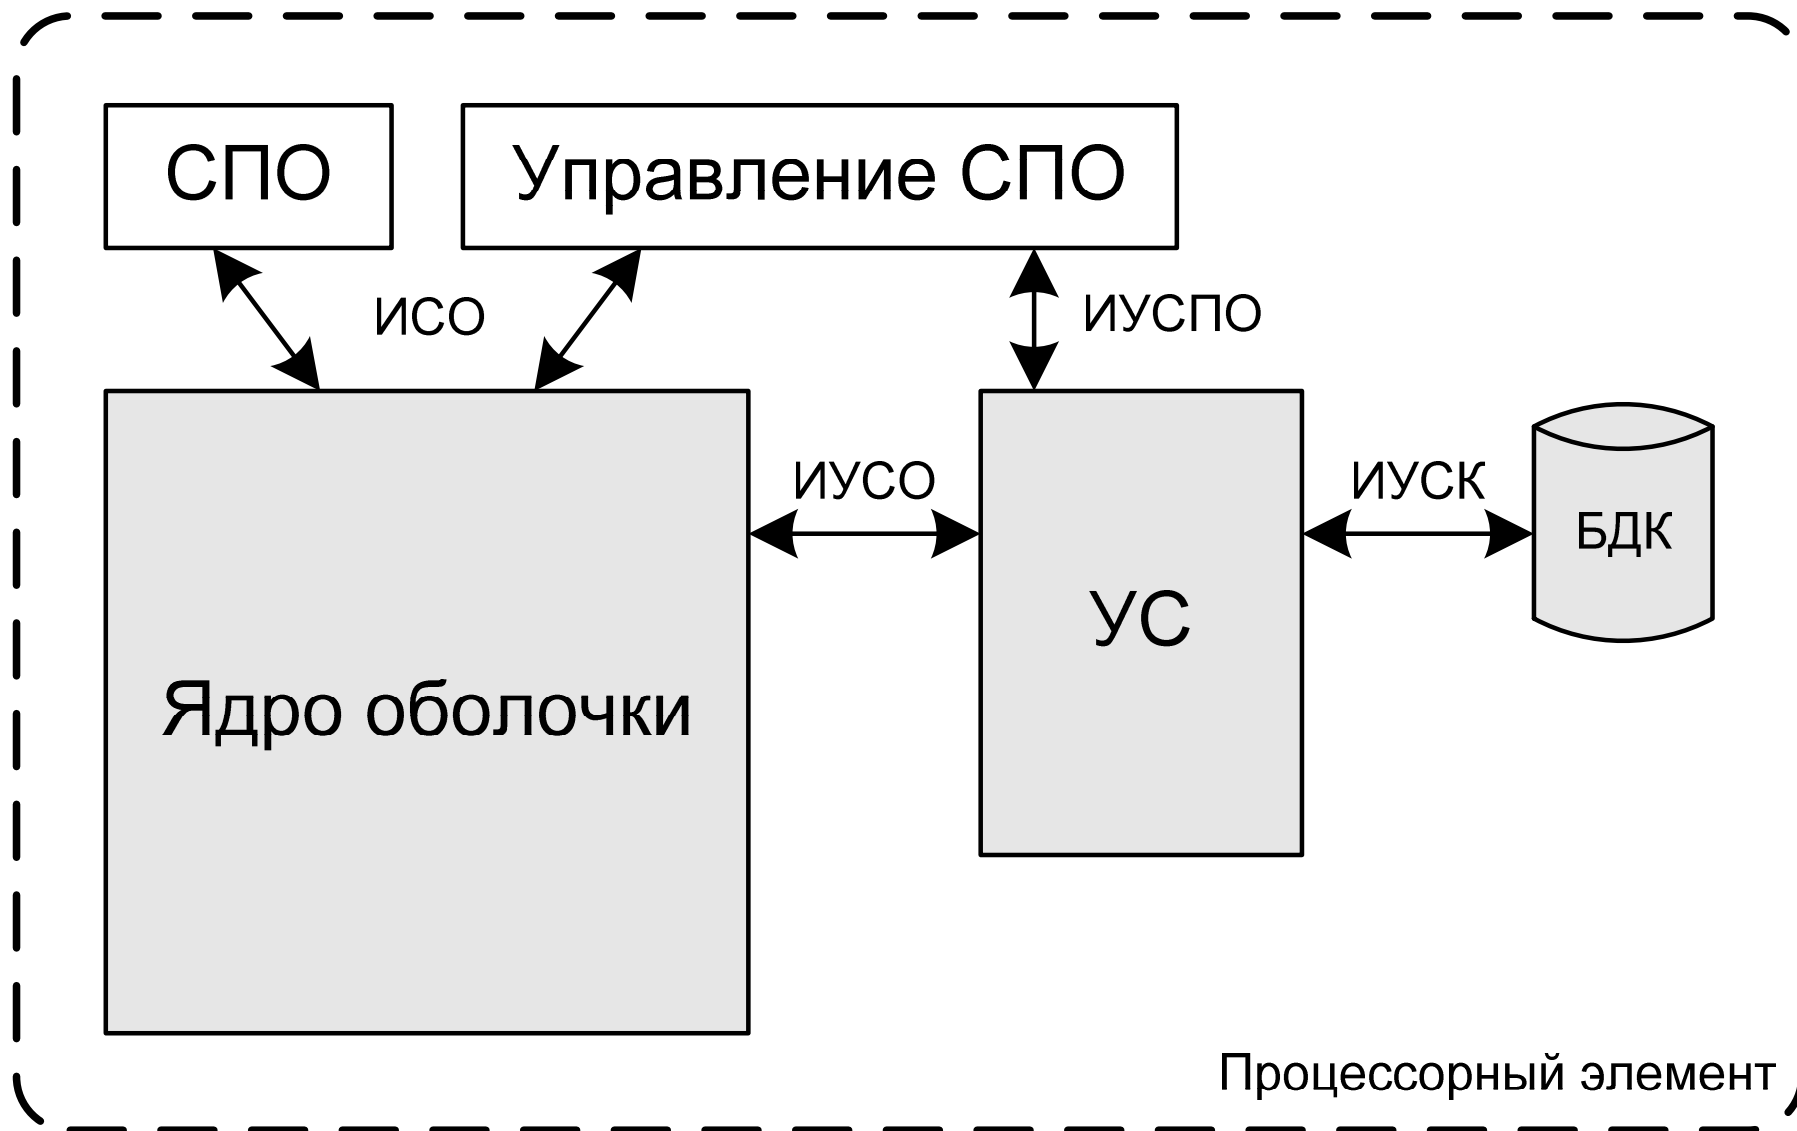 СПО
Управление СПО
ИСО
ИУСПО
ИУСО
ИУСК
БДК
УС
Ядро оболочки
Процессорный элемент